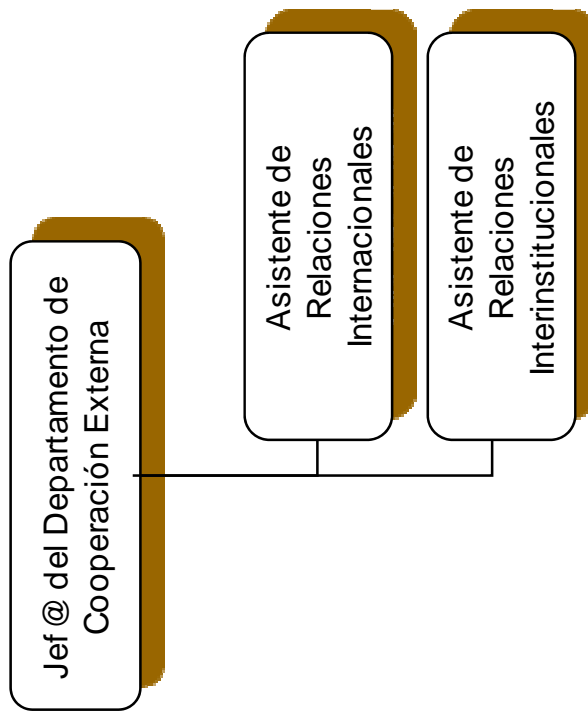 Jef@ del Departamento de
Cooperación Externa
Asistente de
Relaciones
Internacionales
Asistente de
Relaciones
Interinstitucionales